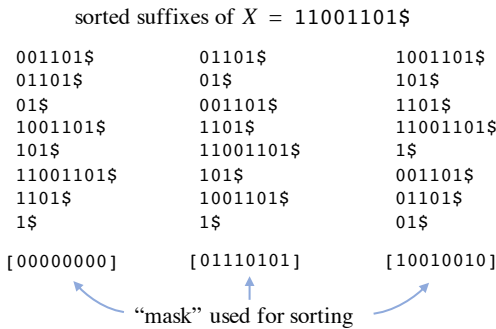 sorted suffixes of X = 11001101$
001101$ 01101$ 1001101$
01101$ 01$ 101$
01$ 001101$ 1101$
1001101$ 1101$ 11001101$
101$ 11001101$ 1$
11001101$ 101$ 001101$
1101$ 1001101$ 01101$
1$ 1$ 01$
[00000000] [01110101] [10010010]
“mask” used for sorting